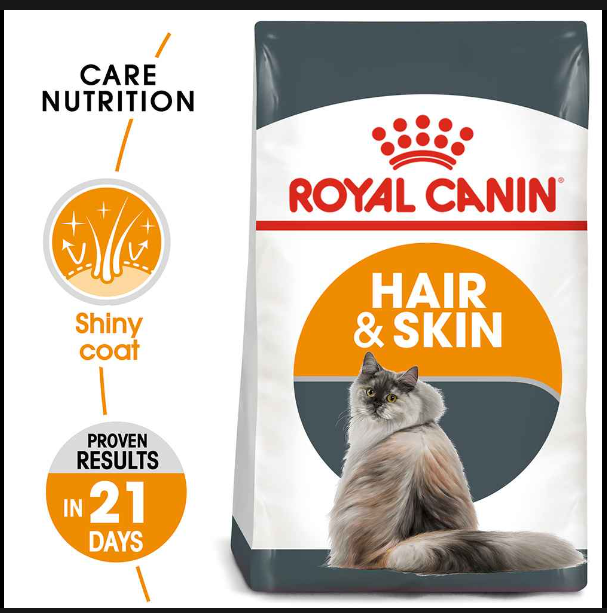 CARE
NUTRITION
Shiny
coat
PROVEN
RESULTS
IN 21
DAYS
ROYAL CANIN®
HAIR
& SKIN